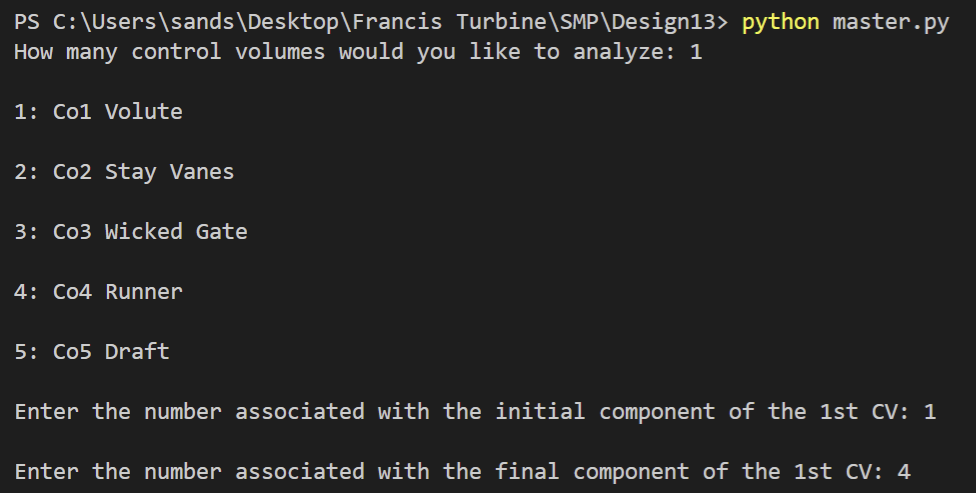 PS C:\Users\sands\Desktop\Francis Turbine\SMP\Design13> python master.py
How many control volumes would you like to analyze: 1
1: Co1 Volute
2: Co2 Stay Vanes
3: Co3 Wicked Gate
4: Co4 Runner
5: Co5 Draft
Enter the number associated with the initial component of the 1st CV: 1
Enter the number associated with the final component of the 1st CV: 4